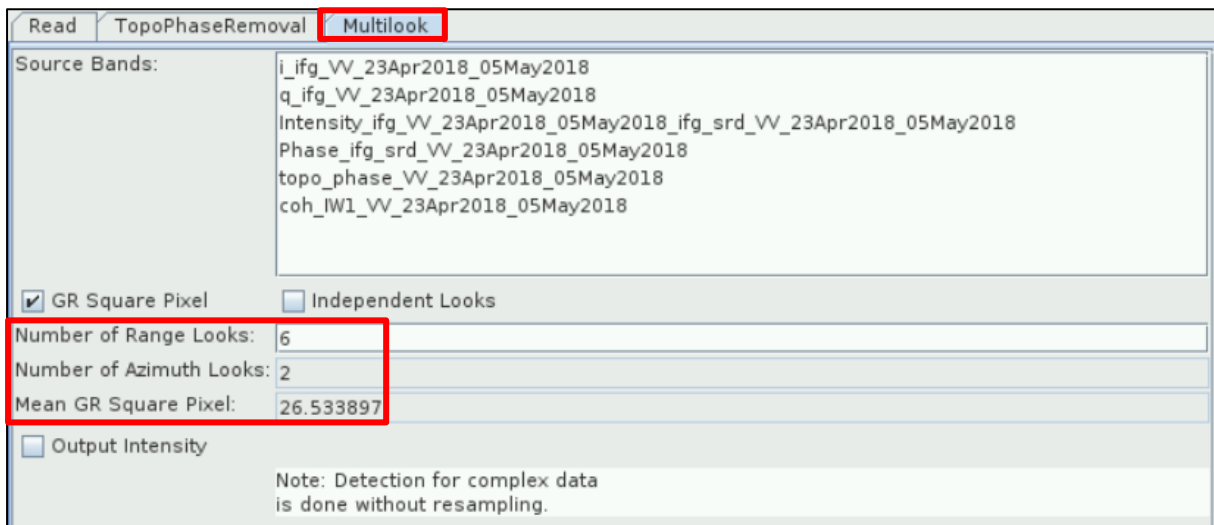 Read TopoPhaseRemoval Multilook
Source Bands:
i_ifg_VV_23Apr2018_05May2018
q_ifg_VV_23Apr2018_05May2018
Intensity_ifg_VV_23Apr2018_05May2018_ifg_srd_VV_23Apr2018_05May2018
Phase_ifg_srd_VV_23Apr2018_05May2018
topo_phase_VV_23Apr2018_05May2018
coh_IW1_VV_23Apr2018_05May2018
GR Square Pixel Independent Looks
Number of Range Looks: 6
Number of Azimuth Looks: 2
Mean GR Square Pixel: 26.533897
Output Intensity
Note: Detection for complex data
is done without resampling.